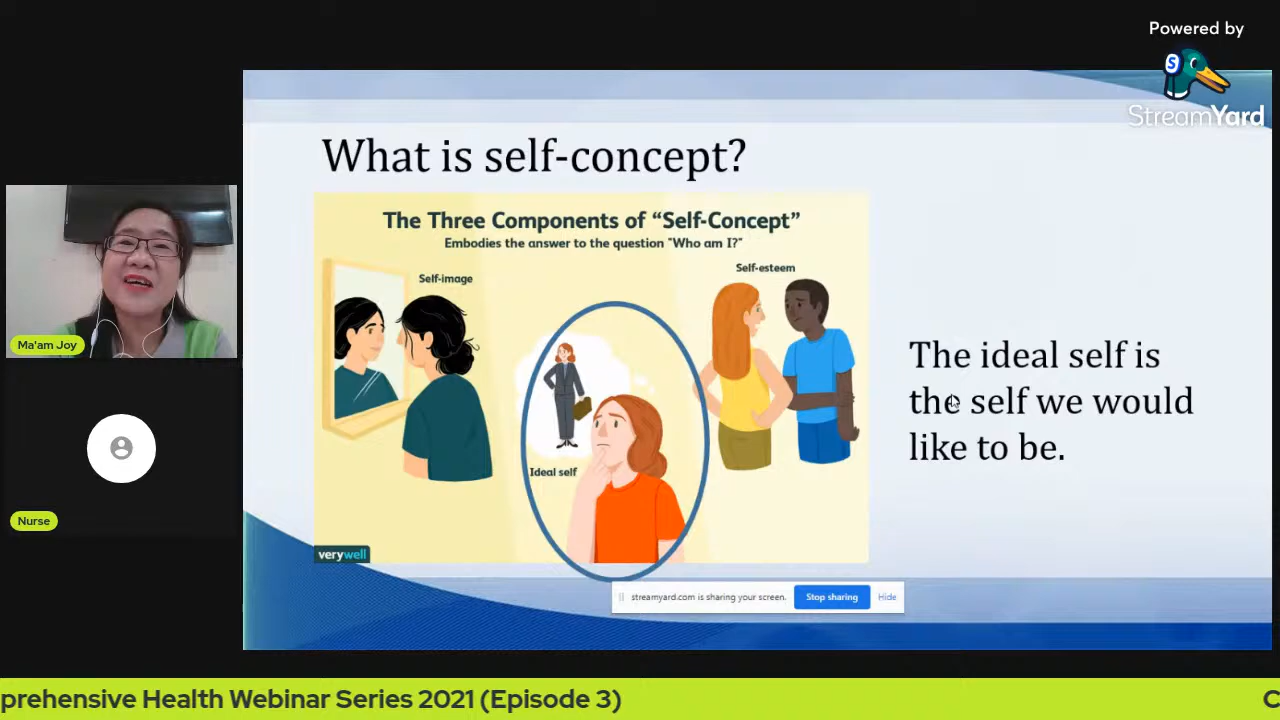 Powered by
StreamYard
What is self-concept?
The Three Components of “Self-Concept”
Embodies the answer to the question "Who am I?"
Self-image
Self-esteem
Ideal self
verywell
The ideal self is
the self we would
like to be.
Ma'am Joy
Nurse
streamyard.com is sharing your screen.
Stop sharing
Hide
prehensive Health Webinar Series 2021 (Episode 3)
C